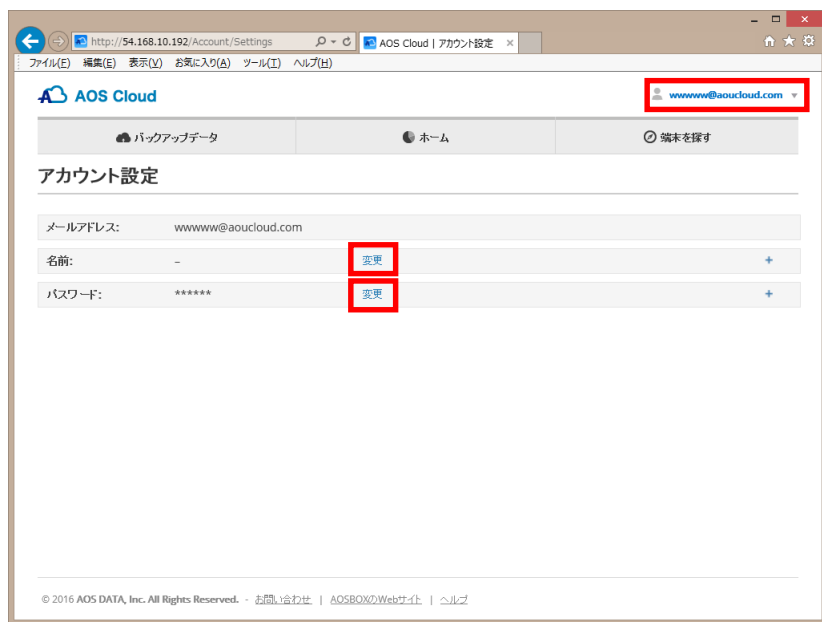 http://54.168.10.192/Account/Settings
AOS Cloud | アカウント設定
ファイル(F) 編集(E) 表示(V) お気に入り(A) ツール(T) ヘルプ(H)
AOS Cloud
wwwww@aoucloud.com
バックアップデータ
ホーム
端末を探す
アカウント設定
メールアドレス: wwwww@aoucloud.com
名前: – 変更 +
パスワード: ****** 変更 +
© 2016 AOS DATA, Inc. All Rights Reserved. - お問い合わせ | AOSBOXのWebサイト | ヘルプ